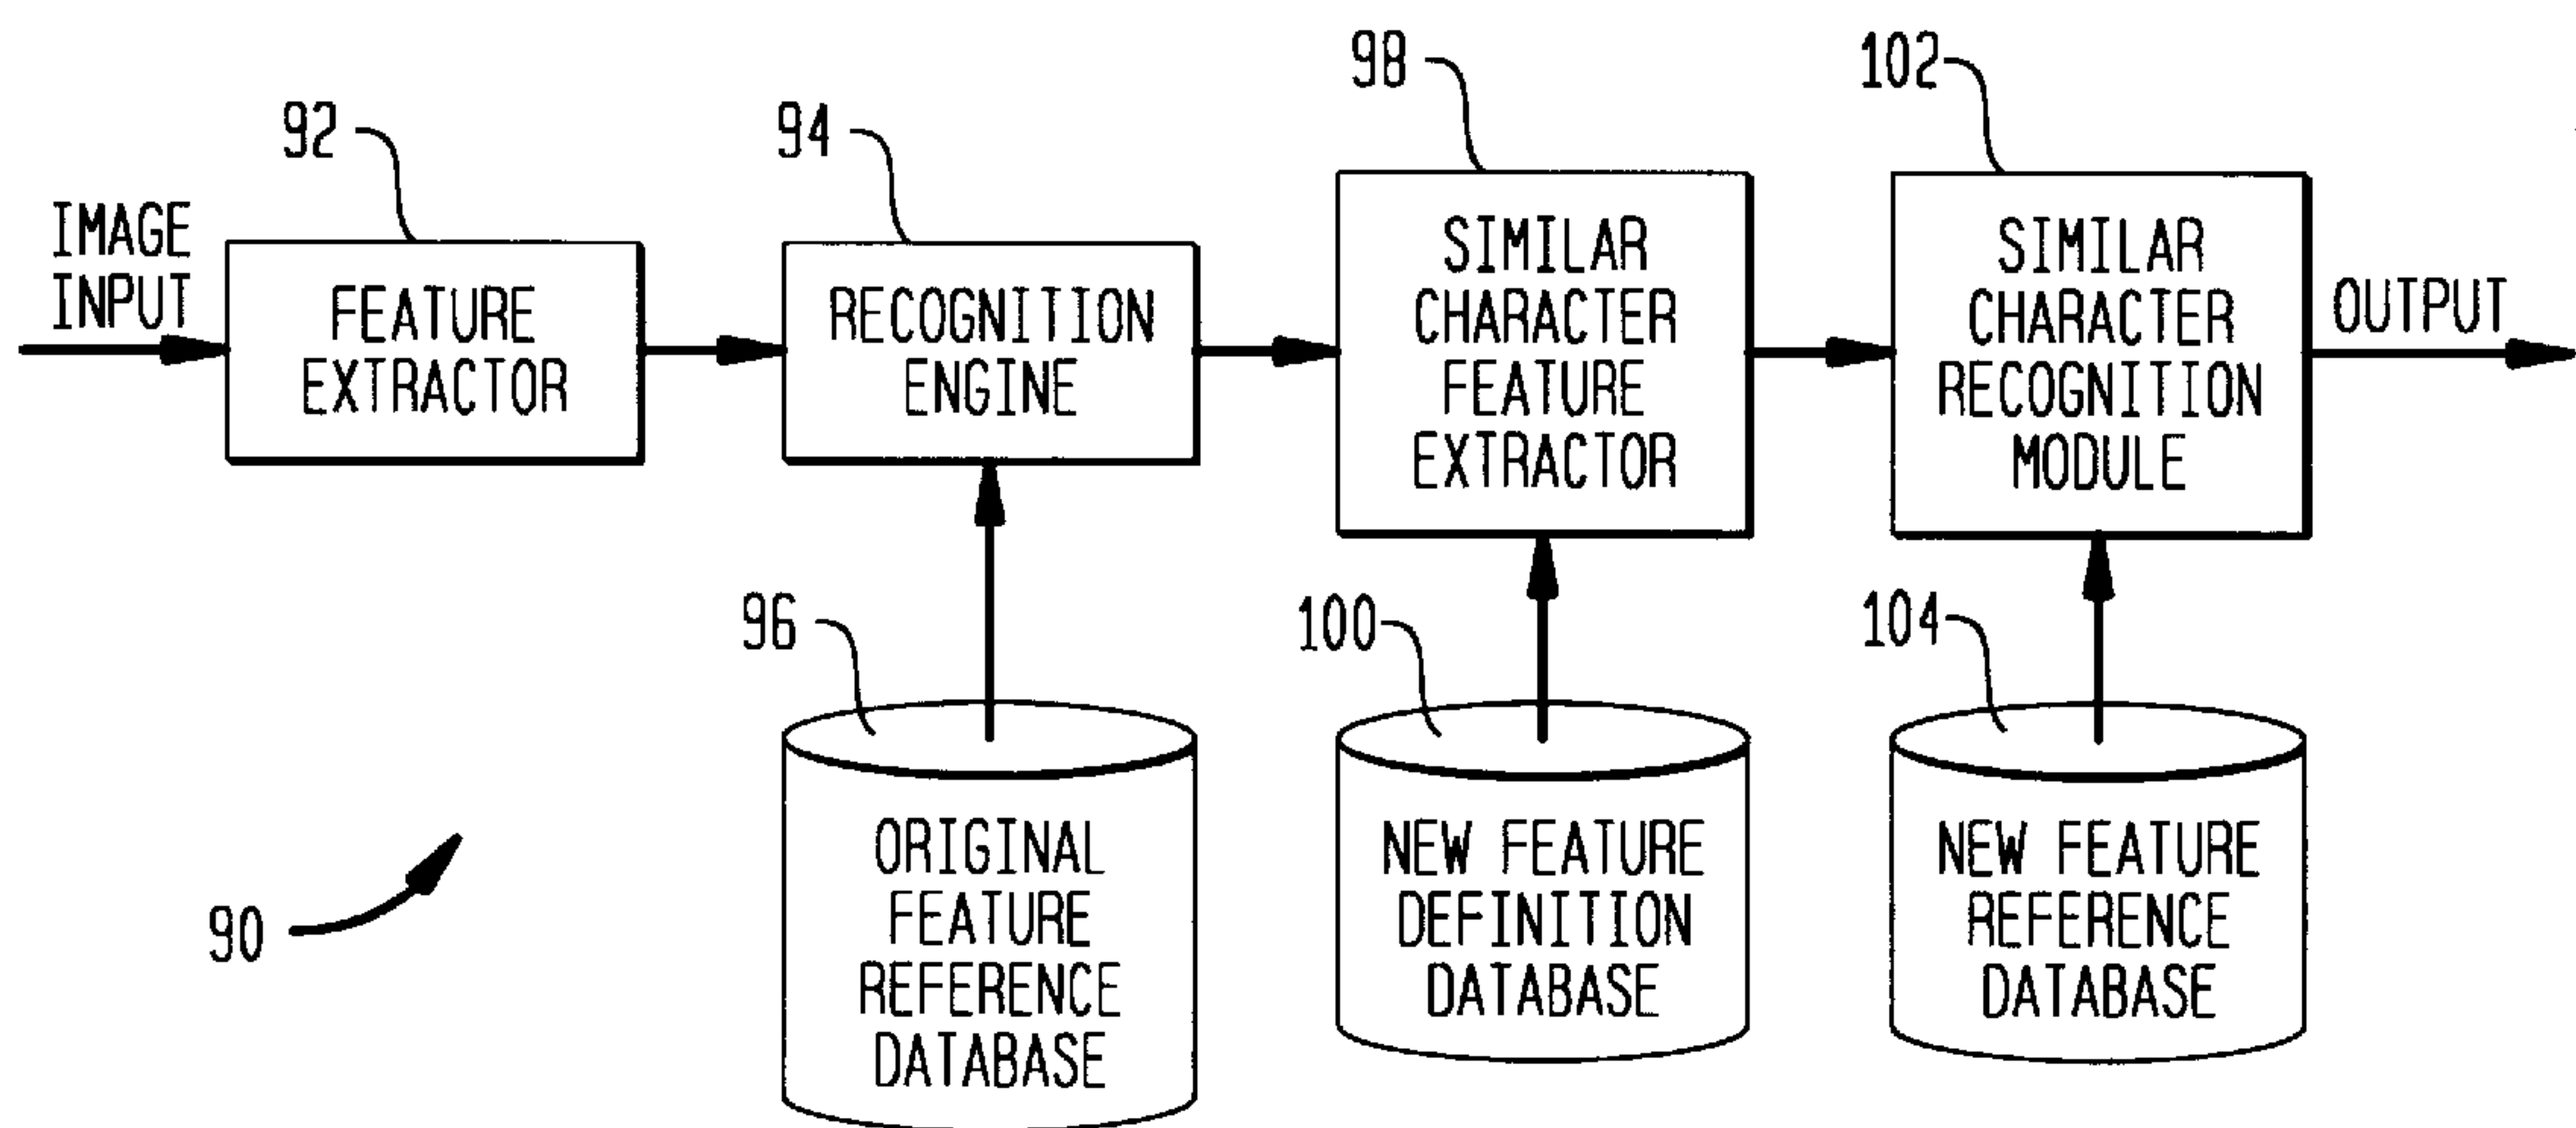 98
102
92
94
IMAGE
INPUT
FEATURE
EXTRACTOR
RECOGNITION
ENGINE
SIMILAR
CHARACTER
FEATURE
EXTRACTOR
SIMILAR
CHARACTER
RECOGNITION
MODULE
OUTPUT
96
100
104
ORIGINAL
FEATURE
REFERENCE
DATABASE
NEW FEATURE
DEFINITION
DATABASE
NEW FEATURE
REFERENCE
DATABASE
90